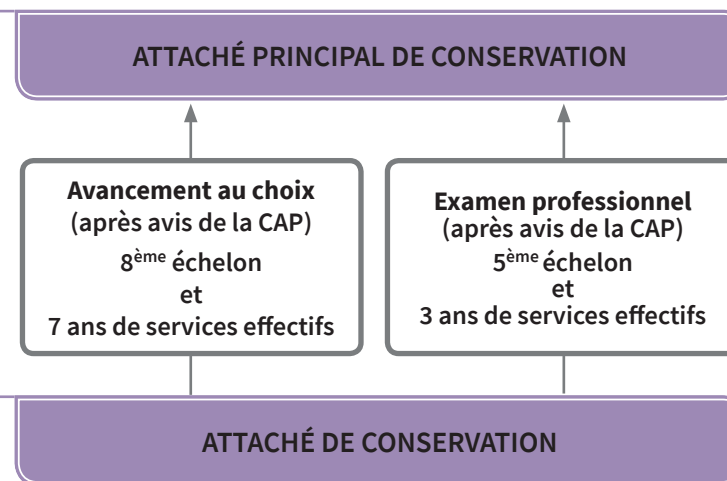 ATTACHÉ PRINCIPAL DE CONSERVATION
Avancement au choix
(après avis de la CAP)
8ème échelon
et
7 ans de services effectifs
Examen professionnel
(après avis de la CAP)
5ème échelon
et
3 ans de services effectifs
ATTACHÉ DE CONSERVATION